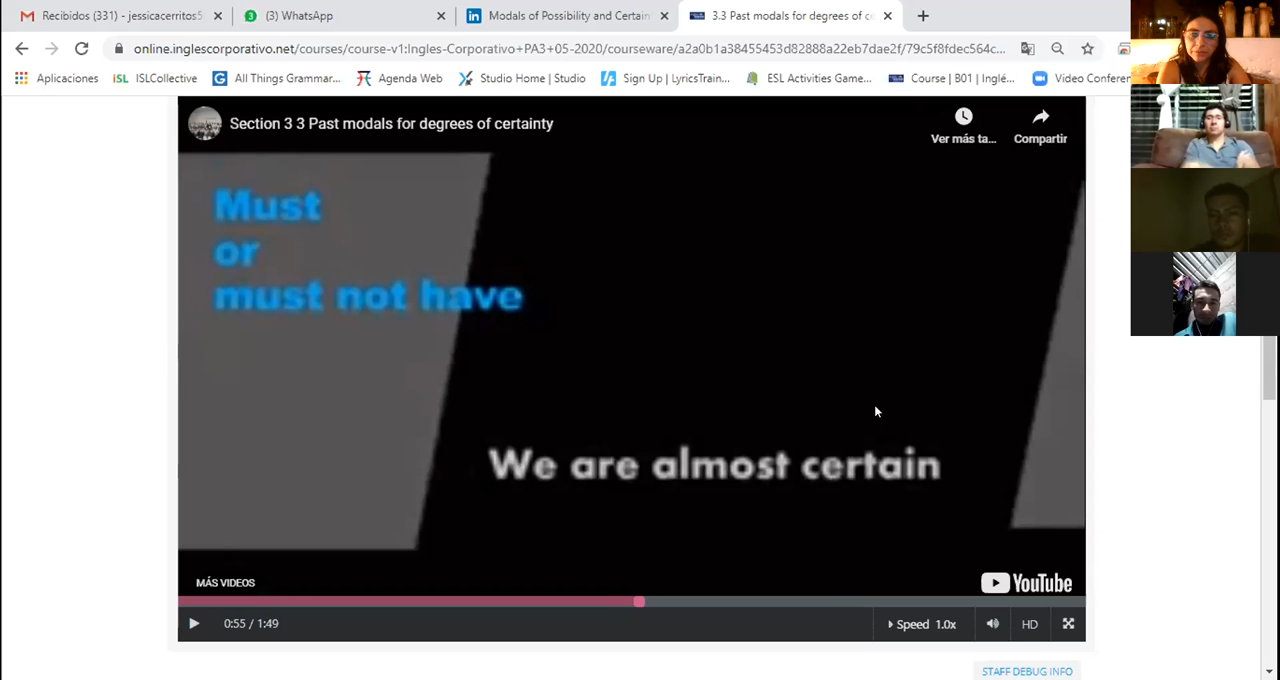 Recibidos (331) - jessicacerritos5
(3) WhatsApp
Modals of Possibility and Certain
3.3 Past modals for degrees of ce
online.inglescorporativo.net/courses/course-v1:Ingles-Corporativo+PA3+05-2020/courseware/a2a0b1a38455453d82888a22eb7dae2f/79c5f8fdec564c...
Aplicaciones
iSL ISLCollective
All Things Grammar...
Agenda Web
Studio Home | Studio
Sign Up | LyricsTrain...
ESL Activities Game...
Course | B01 | Inglé...
Video Conferen
Section 3 3 Past modals for degrees of certainty
Ver más ta...
Compartir
Must
or
must not have
We are almost certain
MÁS VIDEOS
YouTube
0:55 / 1:49
Speed 1.0x
HD
STAFF DEBUG INFO